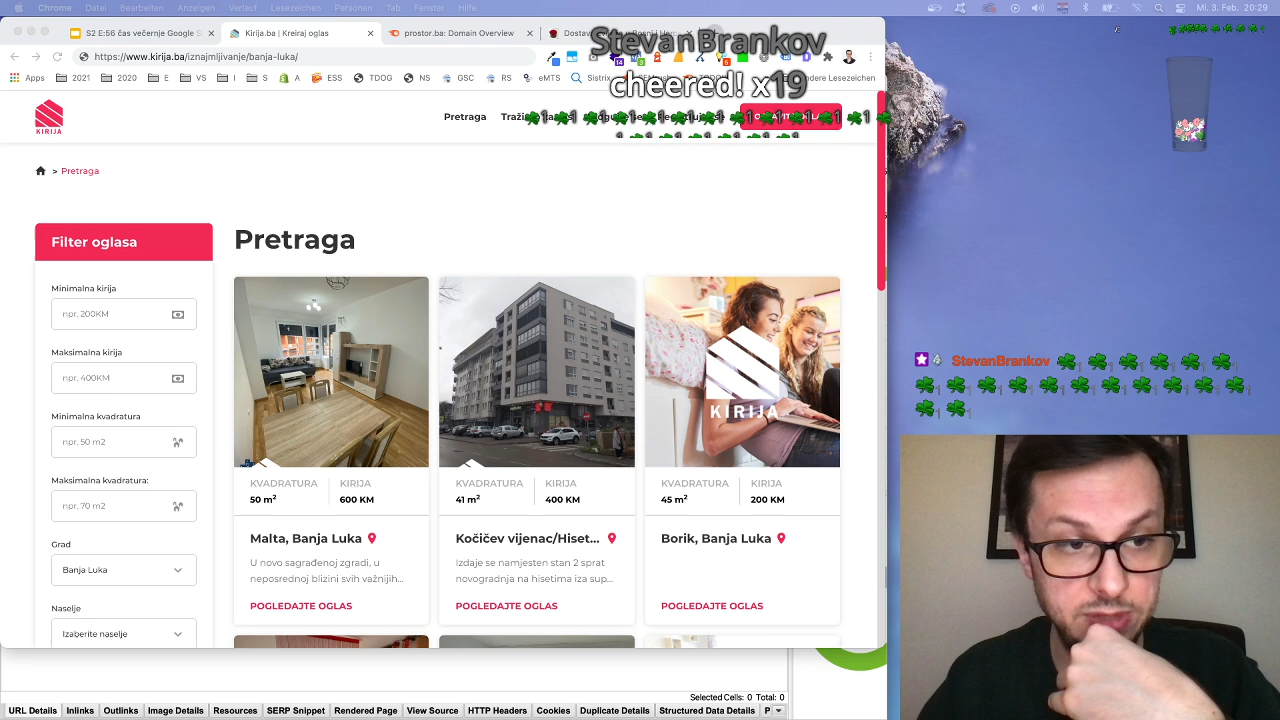 Chrome Datei Bearbeiten Anzeigen Verlauf Lesezeichen Personen Tab Fenster Hilfe
Mi. 3. Feb. 20:29
S2 E:56 čas večernje Google S
Kirija.ba | Kreiraj oglas
prostor.ba: Domain Overview
https://www.kirija.ba/iznajmljivanje/banja-luka/
StevanBrankov
cheered! x19
Apps 2021 2020 E VS I S A ESS TDOG NS GSC RS eMTS Sistrix
Andere Lesezeichen
KIRIJA
Pretraga
> Pretraga
Filter oglasa
Pretraga
Minimalna kirija
npr. 200KM
Maksimalna kirija
npr. 400KM
Minimalna kvadratura
npr. 50 m2
Maksimalna kvadratura:
npr. 70 m2
Grad
Banja Luka
Naselje
Izaberite naselje
KIRIJA
KVADRATURA KIRIJA
50 m² 600 KM
Malta, Banja Luka
U novo sagrađenoj zgradi, u
neposrednoj blizini svih važnijih...
POGLEDAJTE OGLAS
KVADRATURA KIRIJA
41 m² 400 KM
Kočićev vijenac/Hiset...
Izdaje se namjesten stan 2 sprat
novogradnja na hisetima iza sup...
POGLEDAJTE OGLAS
KVADRATURA KIRIJA
45 m² 200 KM
Borik, Banja Luka
POGLEDAJTE OGLAS
StevanBrankov
Selected Cells: 0 Total: 0
URL Details Inlinks Outlinks Image Details Resources SERP Snippet Rendered Page View Source HTTP Headers Cookies Duplicate Details Structured Data Details P